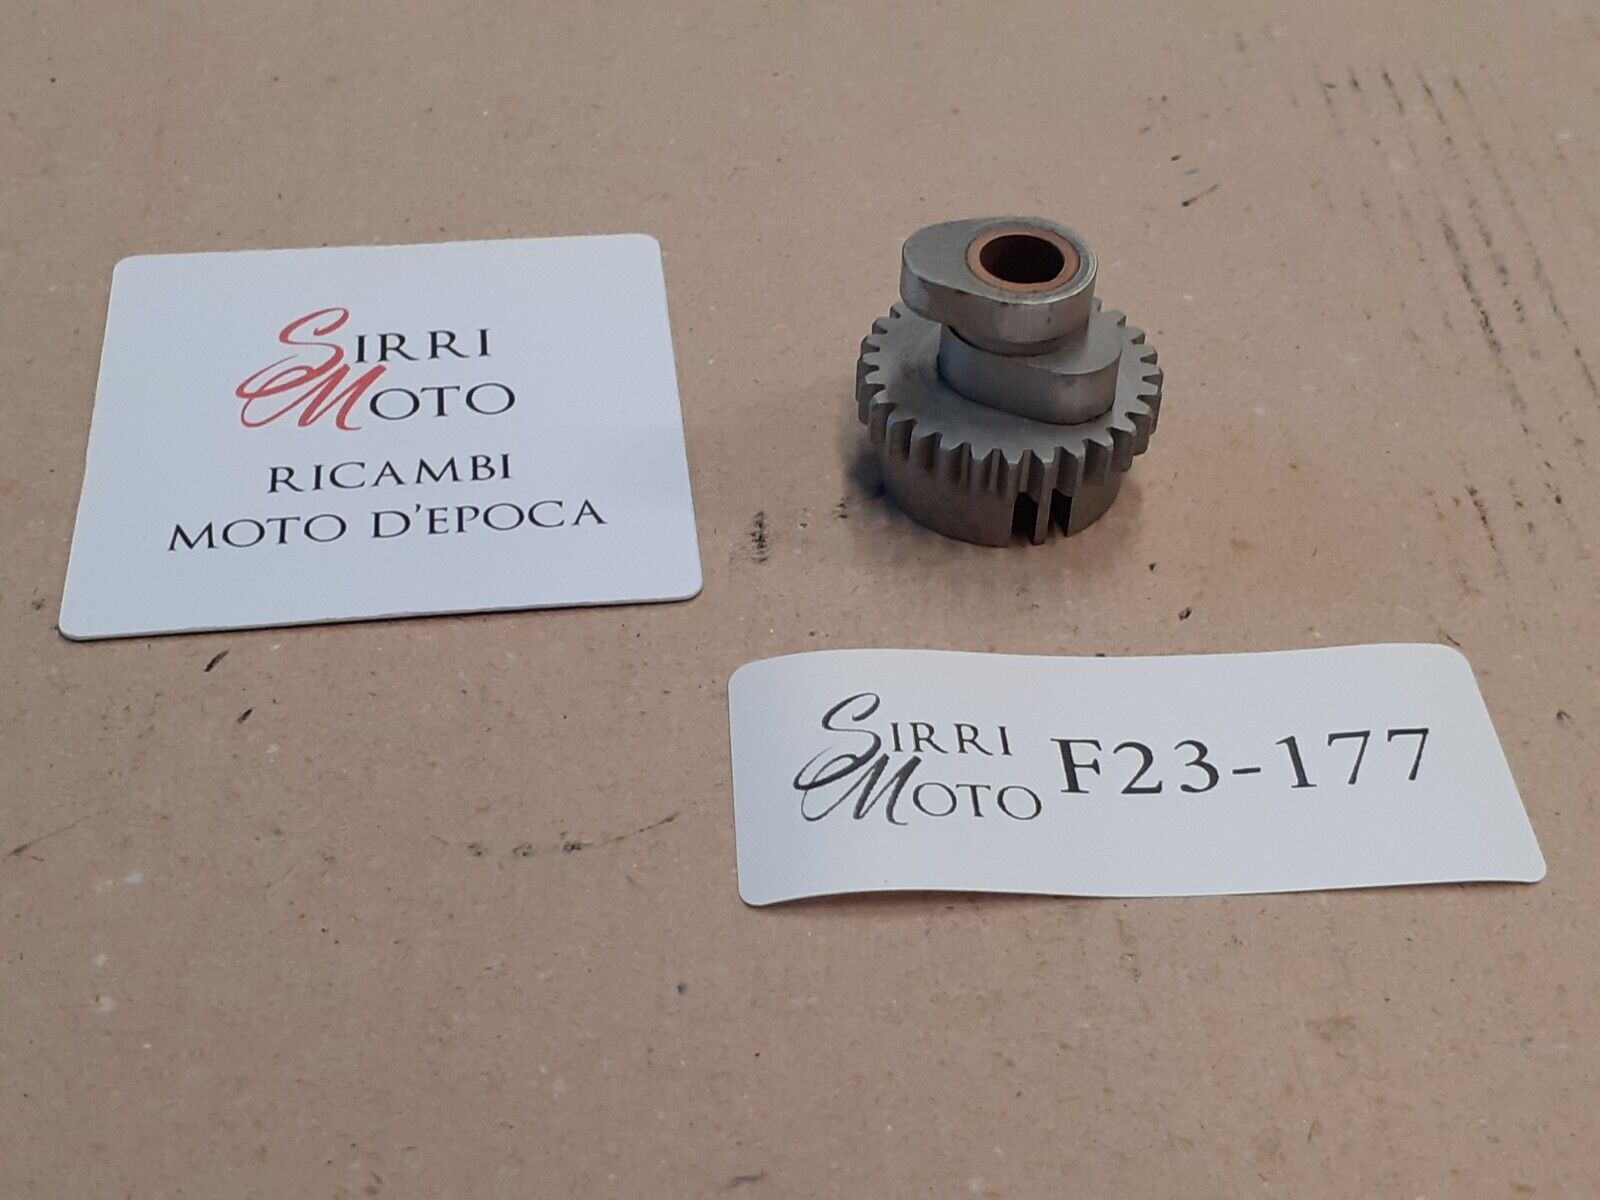 SIRRI
MOTO
RICAMBI
MOTO D'EPOCA
SIRRI
MOTO F23-177